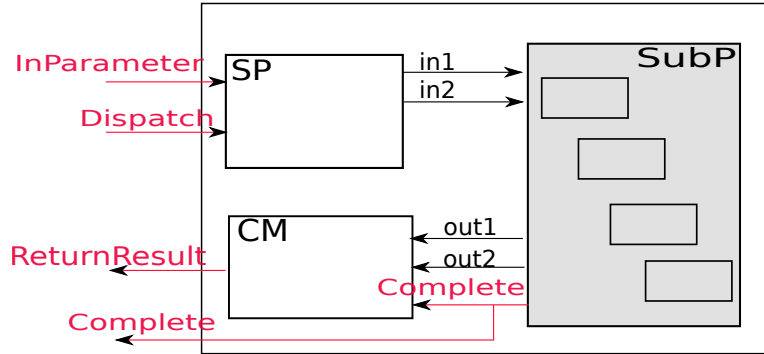 InParameter
SP
in1
SubP
in2
Dispatch
CM
out1
ReturnResult
out2
Complete
Complete